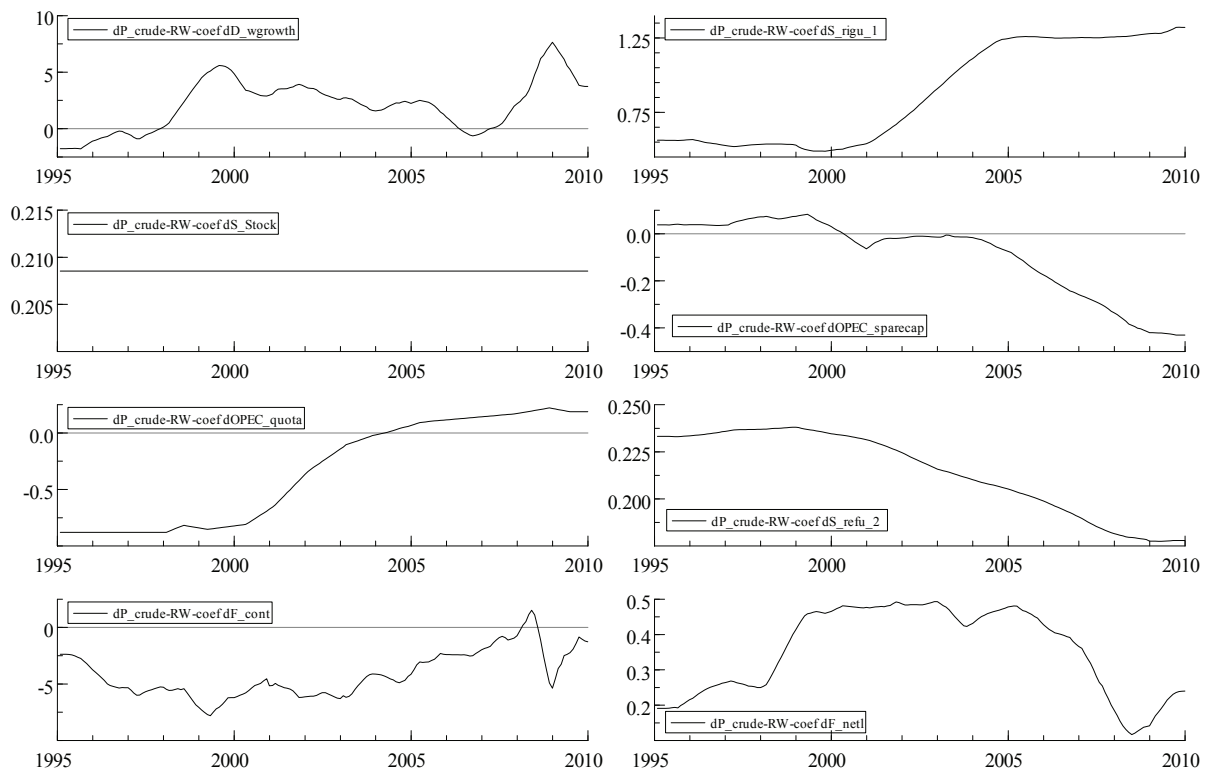 10
dP_crude-RW-coef dD_wgrowth
5
0
1995 2000 2005 2010
dP_crude-RW-coef dS_rigu_1
1.25
0.75
1995 2000 2005 2010
0.215
dP_crude-RW-coef dS_Stock
0.210
0.205
1995 2000 2005 2010
0.0
-0.2
dP_crude-RW-coef dOPEC_sparecap
-0.4
1995 2000 2005 2010
dP_crude-RW-coef dOPEC_quota
0.0
-0.5
1995 2000 2005 2010
0.250
0.225
0.200
dP_crude-RW-coef dS_refu_2
1995 2000 2005 2010
dP_crude-RW-coef dF_cont
0
-5
1995 2000 2005 2010
0.5
0.4
0.3
0.2
dP_crude-RW-coef dF_netl
1995 2000 2005 2010